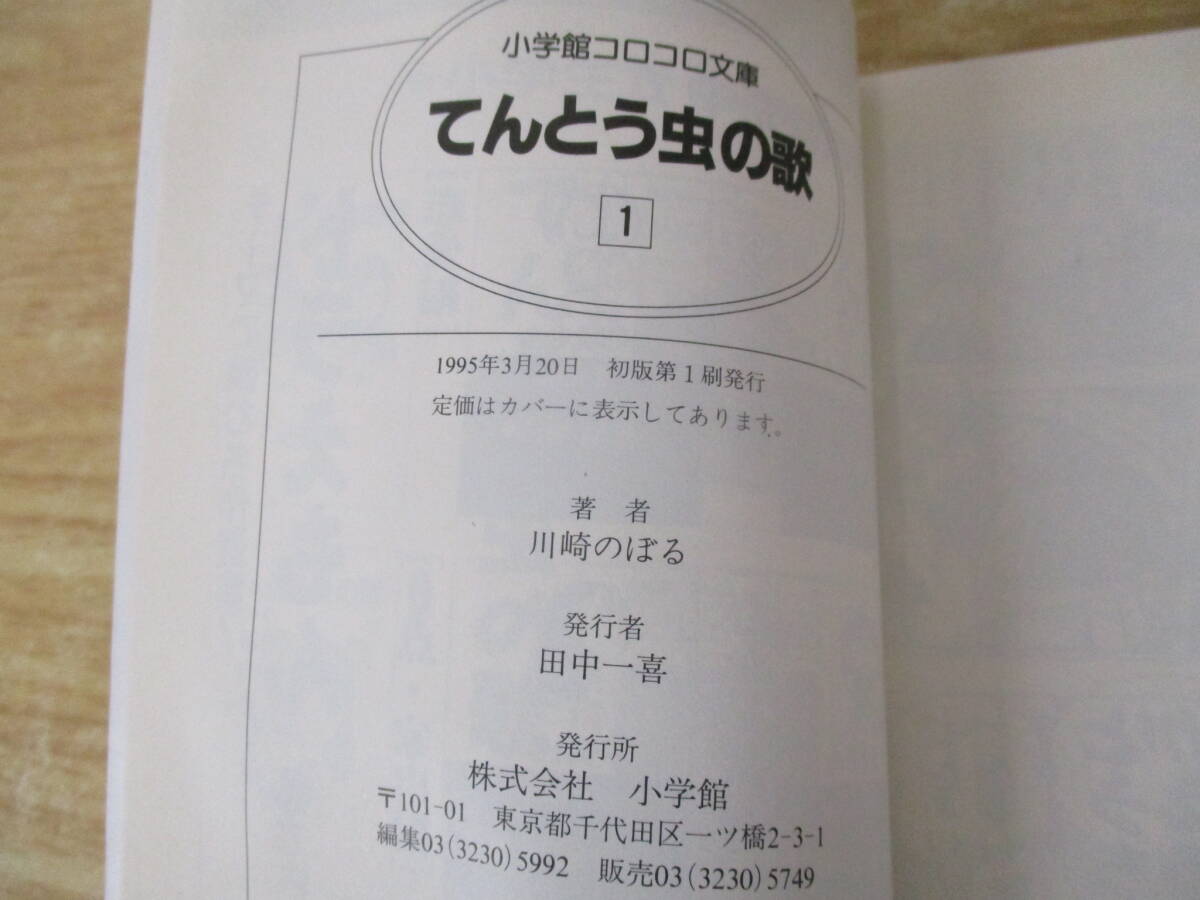 小学館コロコロ文庫
てんとう虫の歌
1
1995年3月20日　初版第1刷発行
定価はカバーに表示してあります。
著　者
川崎のぼる
発行者
田中一喜
発行所
株式会社　小学館
〒101-01　東京都千代田区一ツ橋2-3-1
編集03(3230)5992　販売03(3230)5749